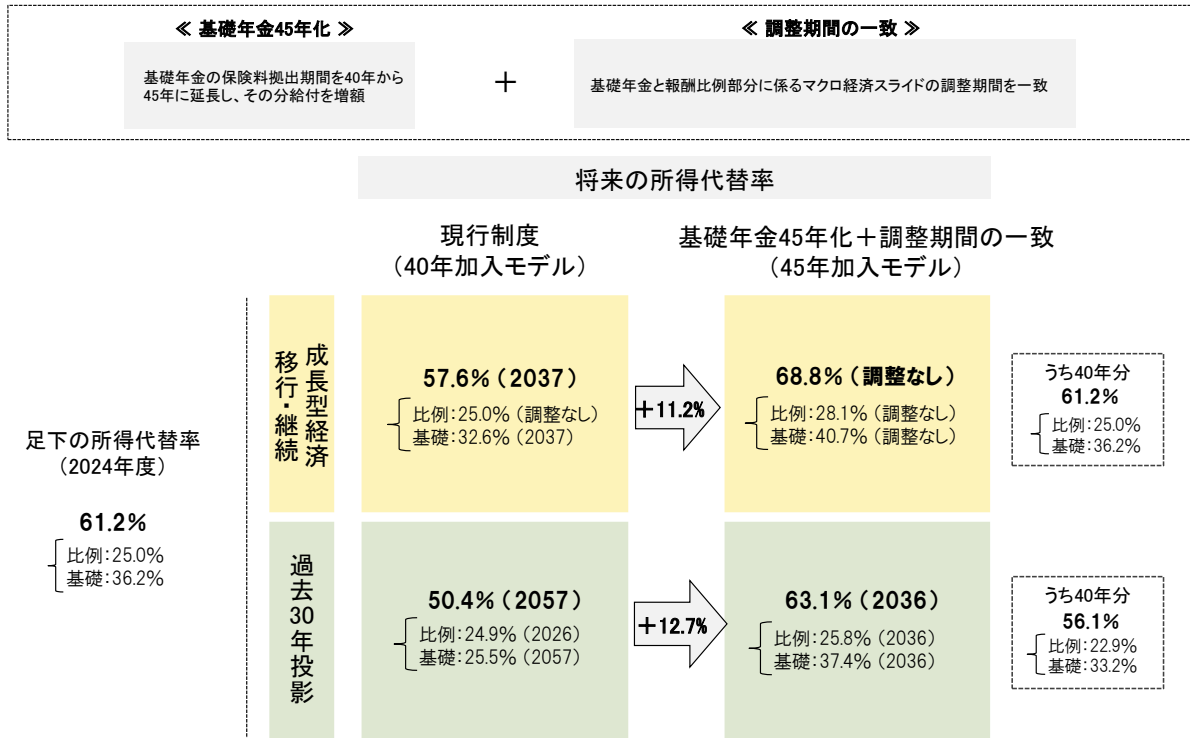 ≪ 基礎年金45年化 ≫
基礎年金の保険料拠出期間を40年から
45年に延長し、その分給付を増額
＋
≪ 調整期間の一致 ≫
基礎年金と報酬比例部分に係るマクロ経済スライドの調整期間を一致
将来の所得代替率
現行制度
（40年加入モデル）
基礎年金45年化＋調整期間の一致
（45年加入モデル）
足下の所得代替率
（2024年度）
61.2%
比例：25.0%
基礎：36.2%
成長型経済
移行・継続
57.6%（2037）
比例：25.0%（調整なし）
基礎：32.6%（2037）
＋11.2%
68.8%（調整なし）
比例：28.1%（調整なし）
基礎：40.7%（調整なし）
うち40年分
61.2%
比例：25.0%
基礎：36.2%
過去30年投影
50.4%（2057）
比例：24.9%（2026）
基礎：25.5%（2057）
＋12.7%
63.1%（2036）
比例：25.8%（2036）
基礎：37.4%（2036）
うち40年分
56.1%
比例：22.9%
基礎：33.2%